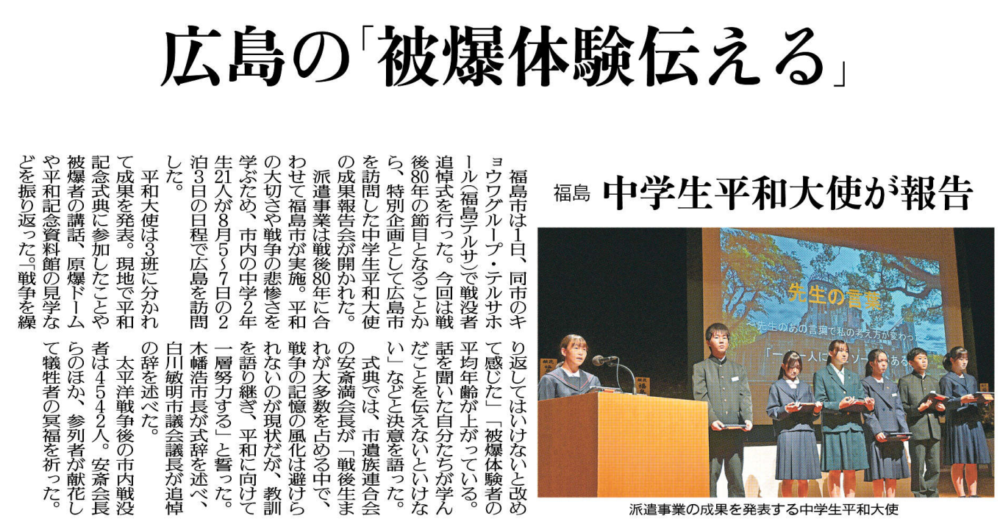 広島の「被爆体験伝える」
福島 中学生平和大使が報告
福島市は1日、同市のキ
ョウワグループ・テルサホ
ール(福島テルサ)で戦没者
追悼式を行った。今回は戦
後80年の節目となることか
ら、特別企画として広島市
を訪問した中学生平和大使
の成果報告会が開かれた。
派遣事業は戦後80年に合
わせて福島市が実施。平和
の大切さや戦争の悲惨さを
学ぶため、市内の中学2年
生21人が8月5～7日の2
泊3日の日程で広島を訪問
した。
平和大使は3班に分かれ
て成果を発表。現地で平和
記念式典に参加したことや
被爆者の講話、原爆ドーム
や平和記念資料館の見学な
どを振り返った。「戦争を繰
り返してはいけないと改め
て感じた」「被爆体験者の
平均年齢が上がっている。
話を聞いた自分たちが学ん
だことを伝えないといけな
い」などと決意を語った。
式典では、市遺族連合会
の安斎満会長が「戦後生ま
れが大多数を占める中で、
戦争の記憶の風化は避けら
れないのが現状だが、教訓
を語り継ぎ、平和に向けて
一層努力する」と誓った。
木幡浩市長が式辞を述べ、
白川敏明市議会議長が追悼
の辞を述べた。
太平洋戦争後の市内戦没
者は4542人。安斎会長
らのほか、参列者が献花し
て犠牲者の冥福を祈った。
先生の言葉
先生のあの言葉で私の考え方が変わっ
献花
派遣事業の成果を発表する中学生平和大使